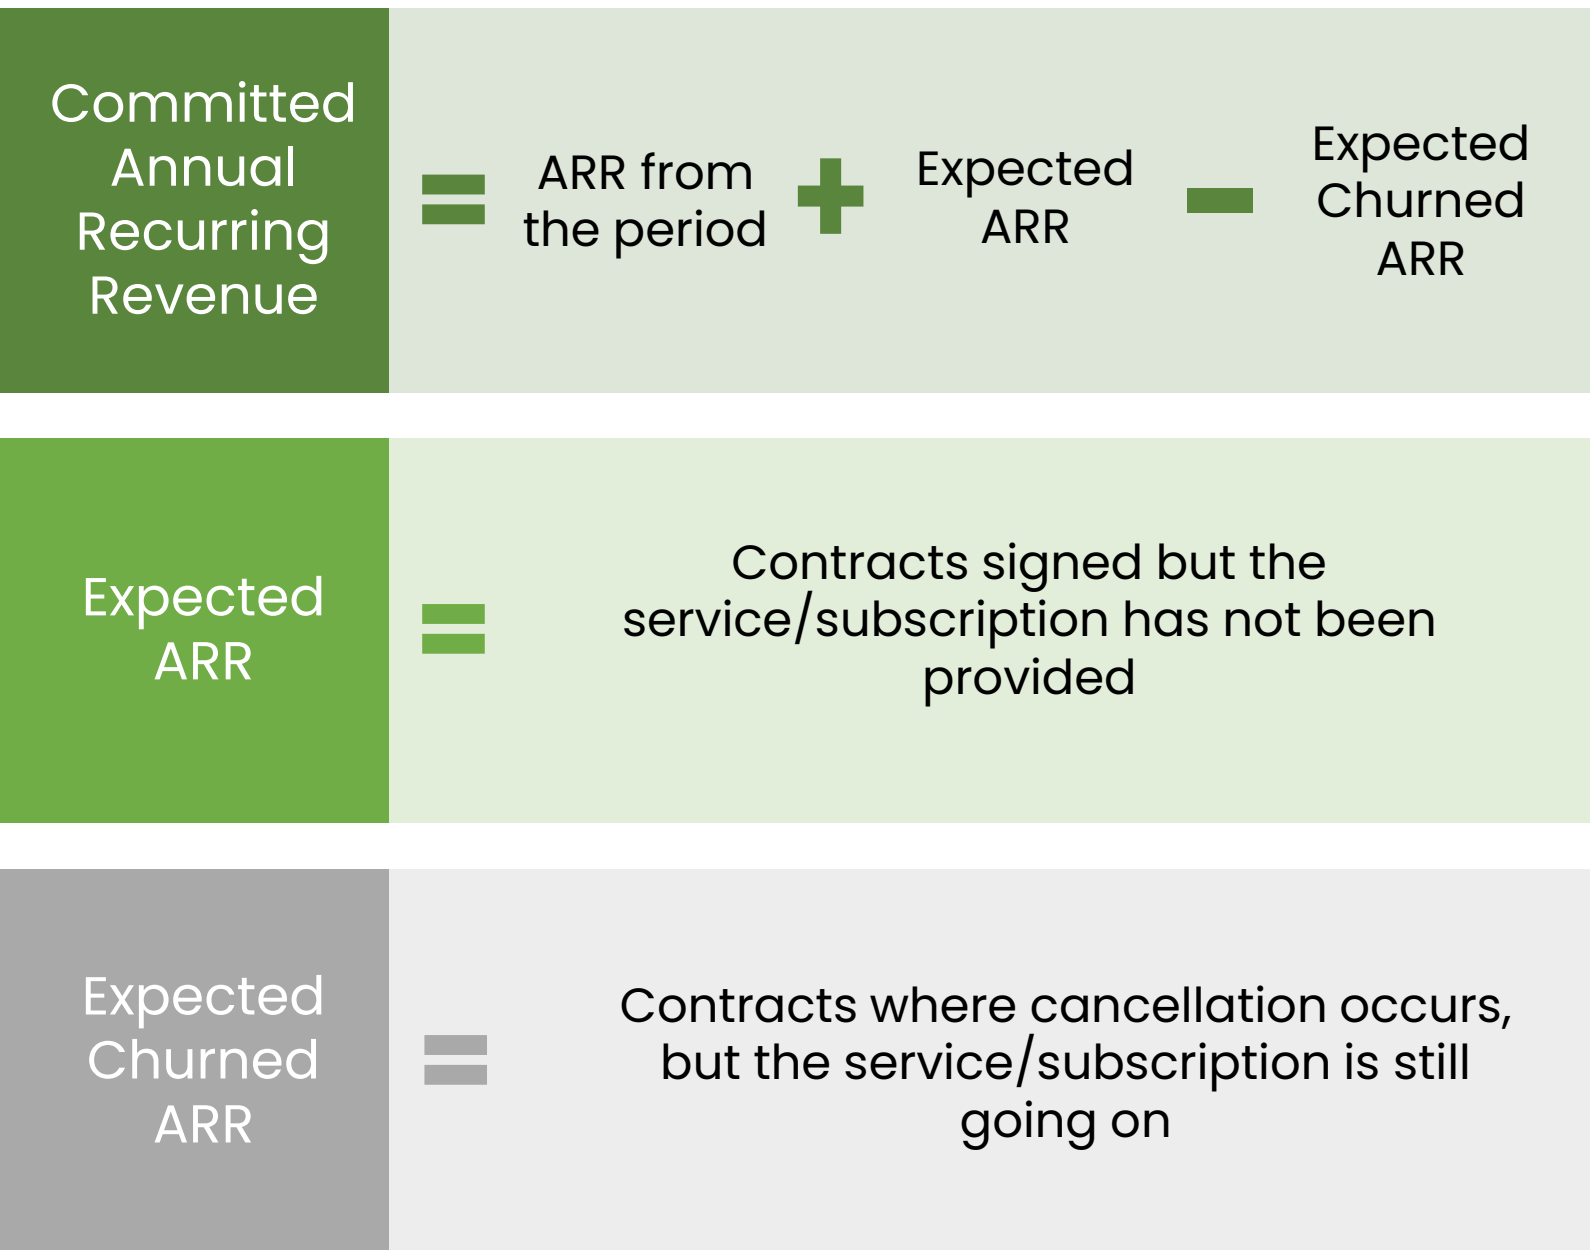 Committed
Annual
Recurring
Revenue
=
ARR from
the period
+
Expected
ARR
-
Expected
Churned
ARR
Expected
ARR
=
Contracts signed but the
service/subscription has not been
provided
Expected
Churned
ARR
=
Contracts where cancellation occurs,
but the service/subscription is still
going on